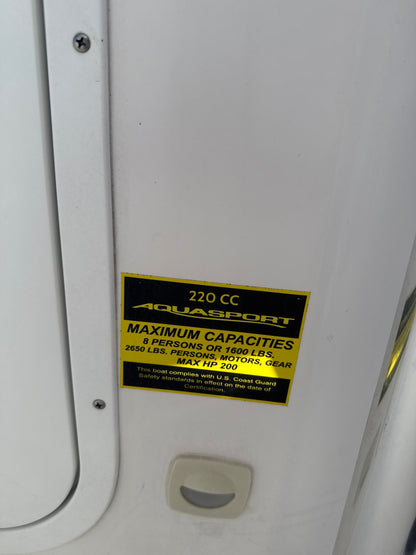 220 CC
AQUASPORT
MAXIMUM CAPACITIES
8 PERSONS OR 1600 LBS.
2650 LBS. PERSONS, MOTORS, GEAR
MAX HP 200
This boat complies with U.S. Coast Guard
Safety standards in effect on the date of
Certification.